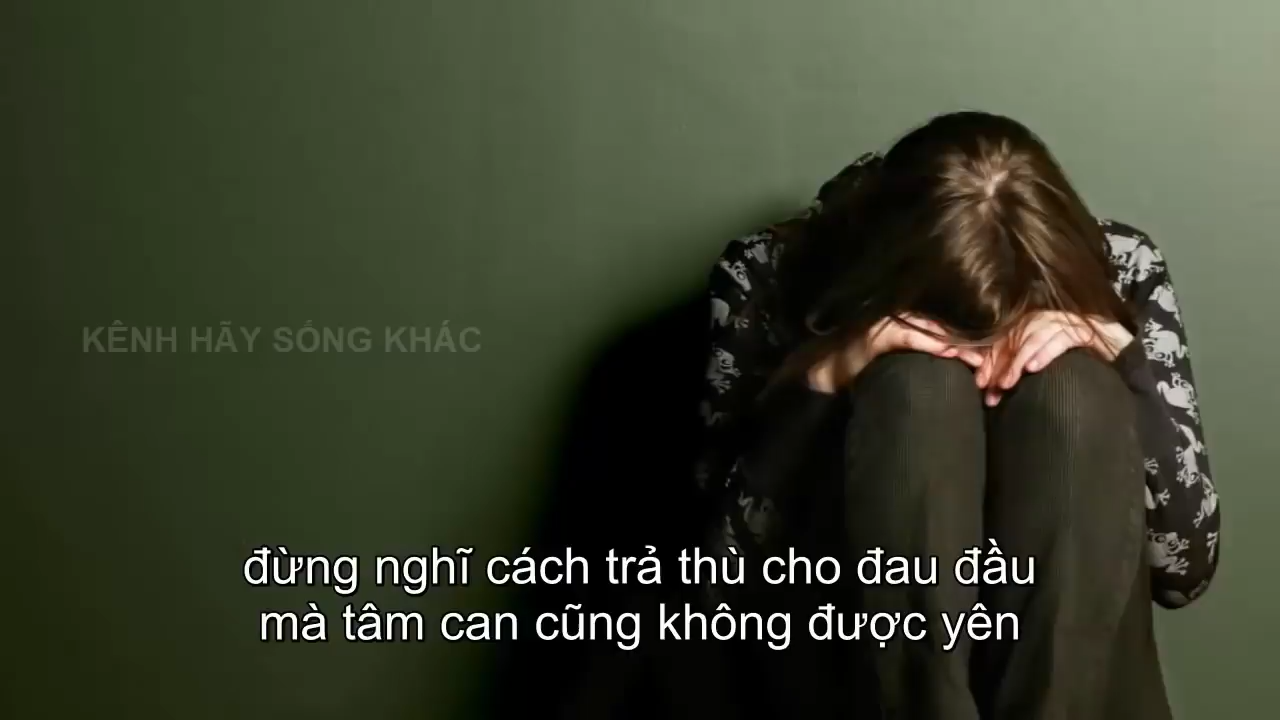 KÊNH HÃY SỐNG KHÁC
đừng nghĩ cách trả thù cho đau đầu
mà tâm can cũng không được yên